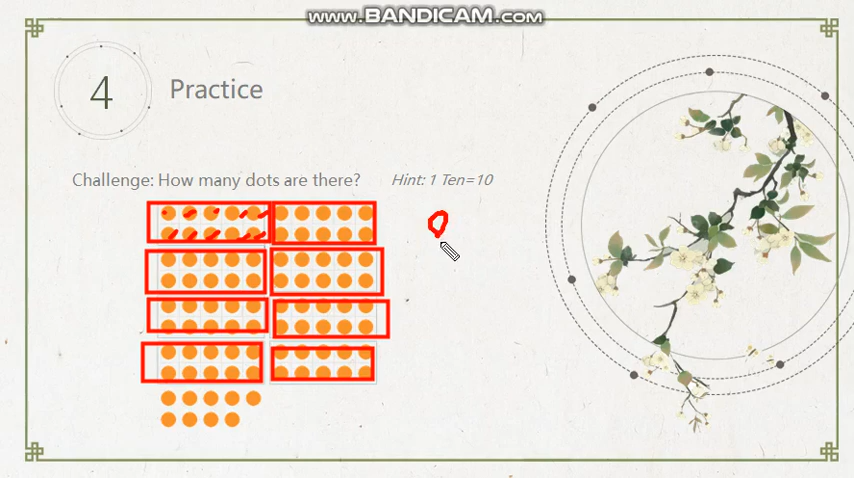 WWW.BANDICAM.COM
4
Practice
Challenge: How many dots are there?
Hint: 1 Ten=10